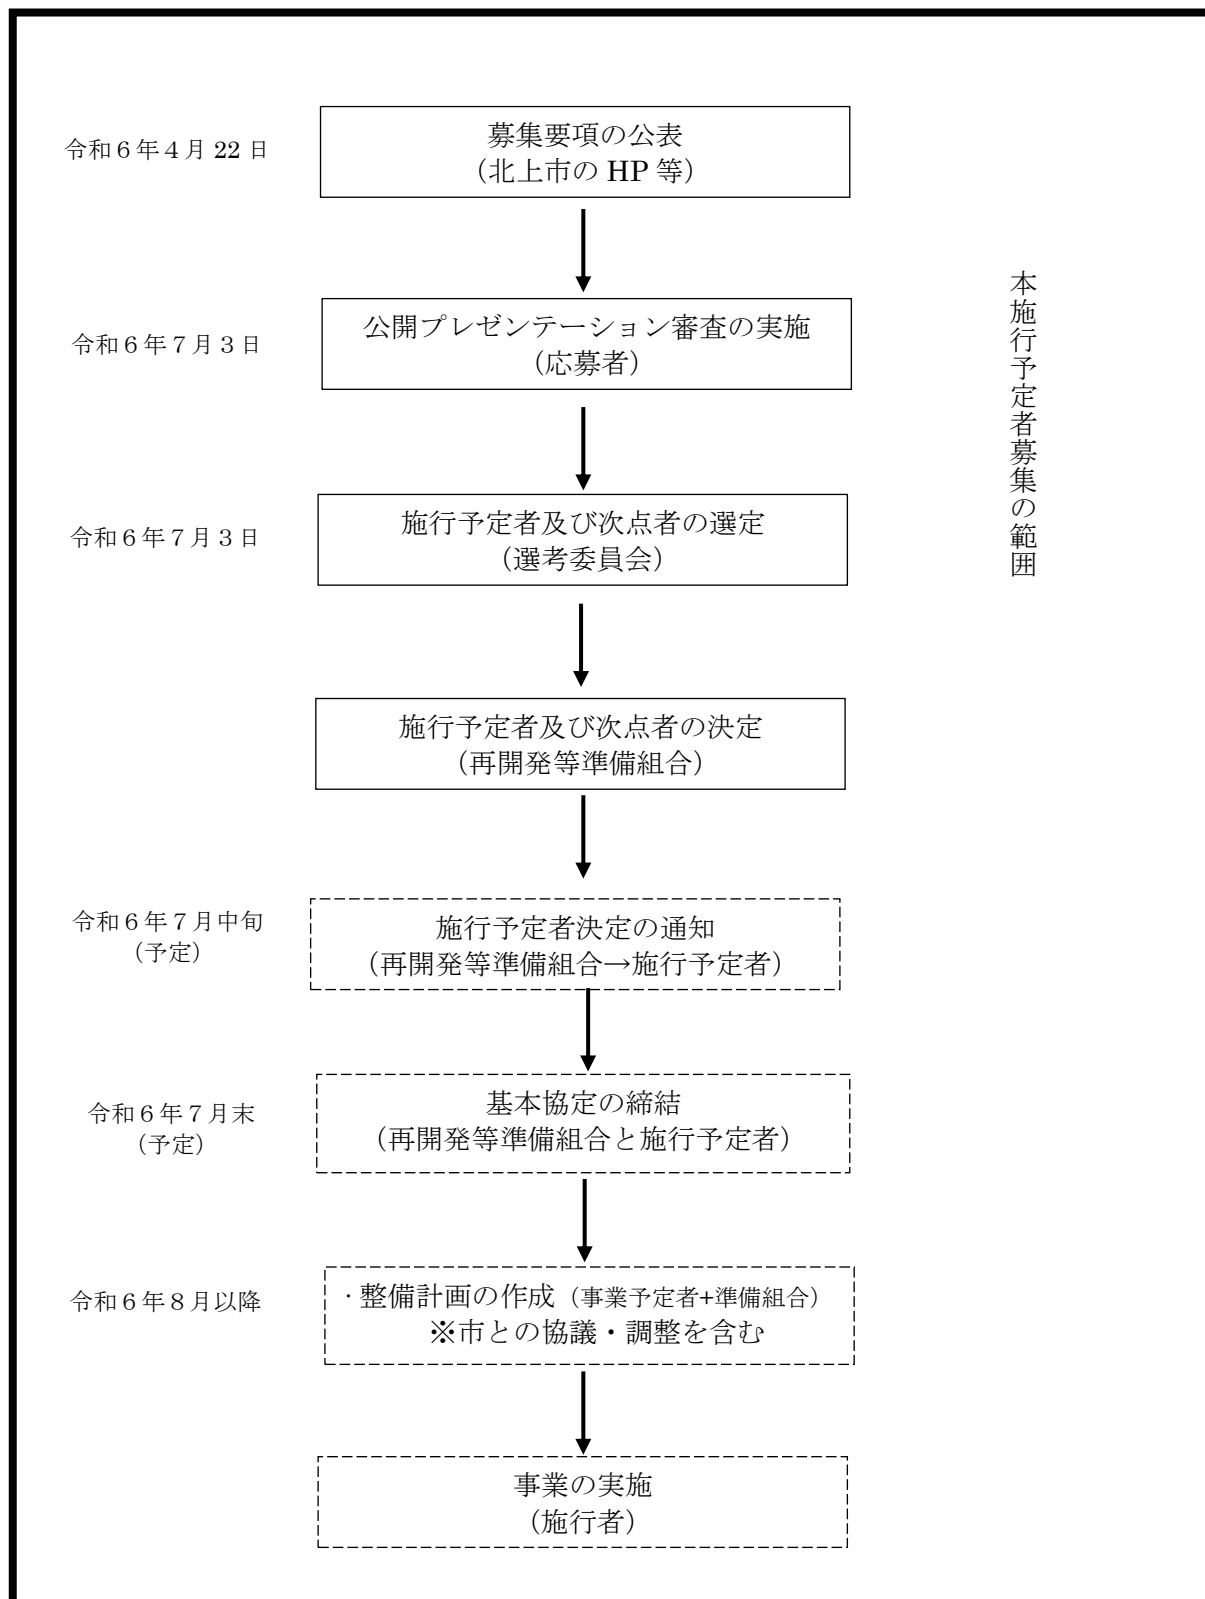 令和６年４月 22 日
募集要項の公表
（北上市の HP 等）
令和６年７月３日
公開プレゼンテーション審査の実施
（応募者）
本施行予定者募集の範囲
令和６年７月３日
施行予定者及び次点者の選定
（選考委員会）
施行予定者及び次点者の決定
（再開発等準備組合）
令和６年７月中旬
（予定）
施行予定者決定の通知
（再開発等準備組合→施行予定者）
令和６年７月末
（予定）
基本協定の締結
（再開発等準備組合と施行予定者）
令和６年８月以降
・整備計画の作成（事業予定者+準備組合）
※市との協議・調整を含む
事業の実施
（施行者）